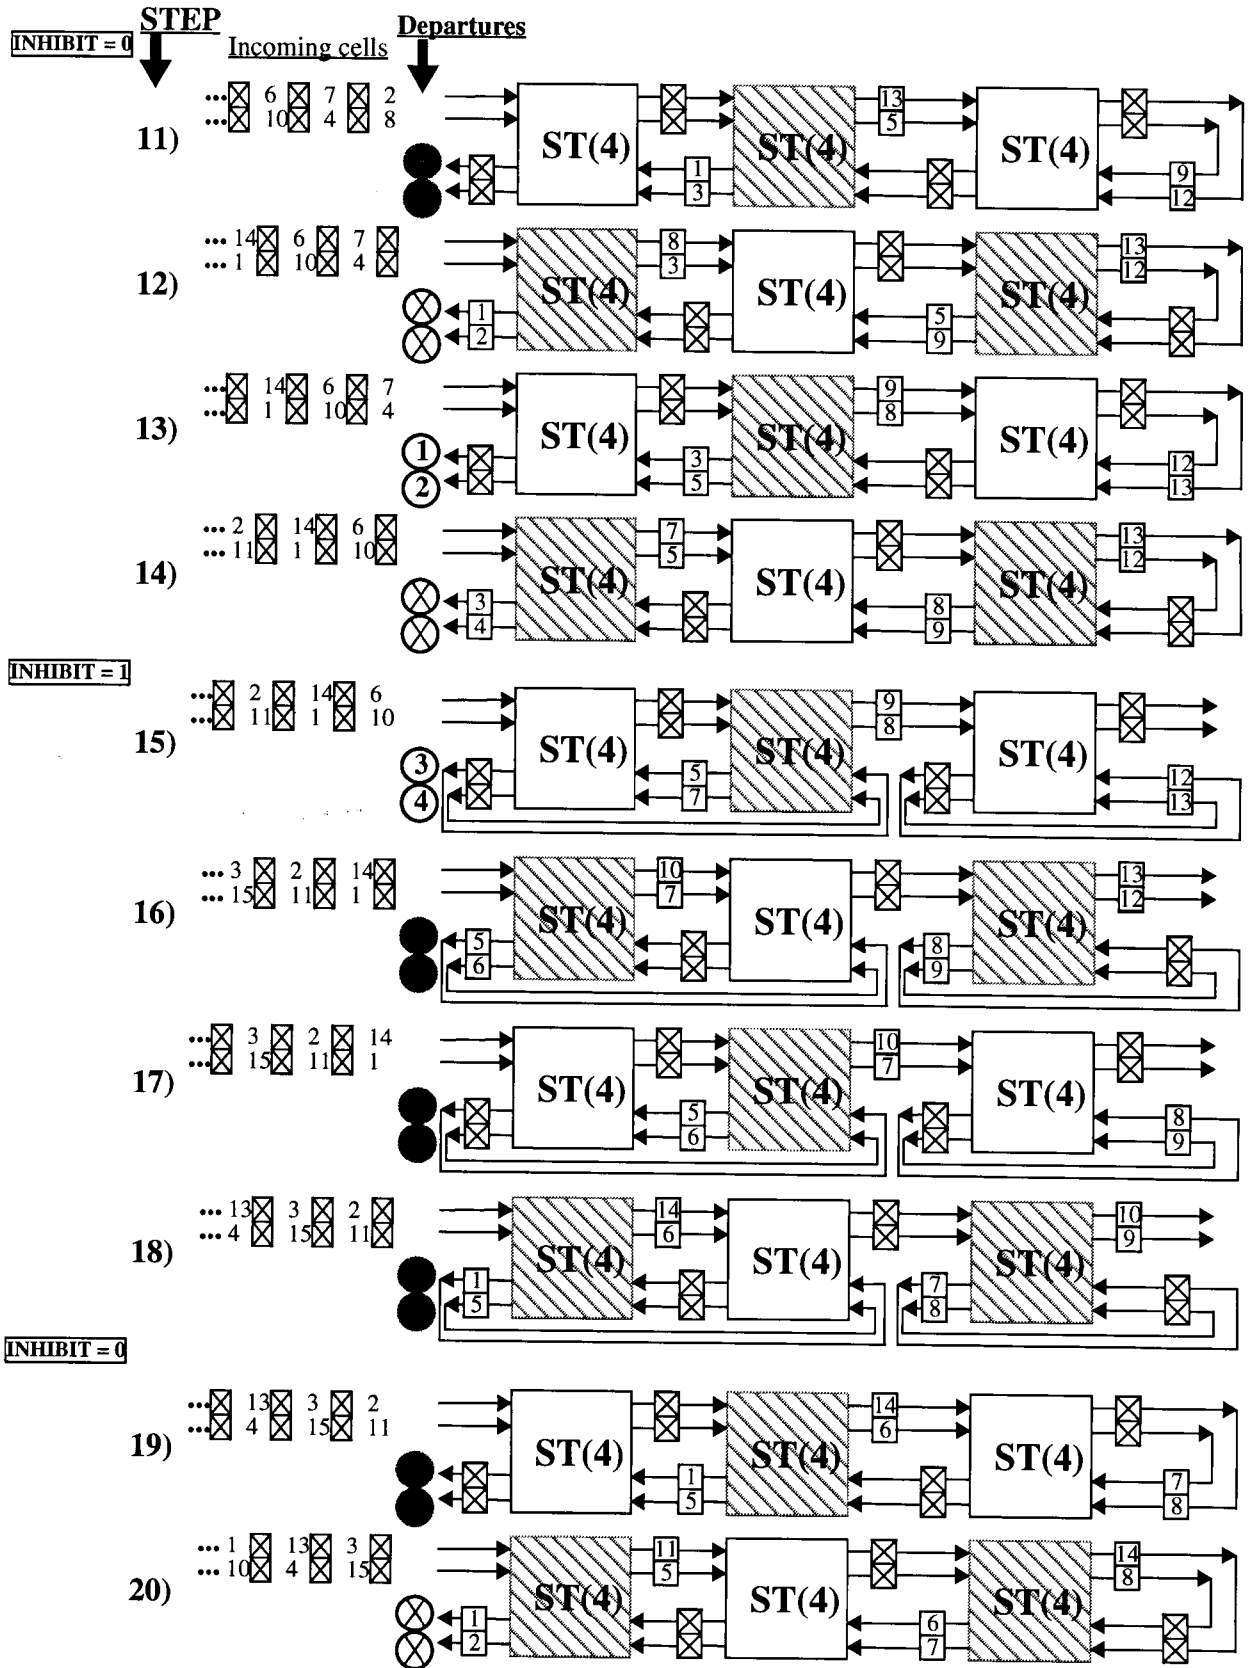 STEP
Departures
INHIBIT = 0
Incoming cells
... 6 7 2 13
... 10 4 8 5
11) ST(4) ST(4) ST(4)
1 9
3 12
... 14 6 7 8 13
... 1 10 4 3 12
12) ST(4) ST(4) ST(4)
1 5
2 9
... 14 6 7 9
... 1 10 4 8
13) ST(4) ST(4) ST(4)
1 3 12
2 5 13
... 2 14 6 7 13
... 11 1 10 5 12
14) ST(4) ST(4) ST(4)
3 8
4 9
INHIBIT = 1
... 2 14 6 9
... 11 1 10 8
15) ST(4) ST(4) ST(4)
3 5 12
4 7 13
... 3 2 14 10 13
... 15 11 1 7 12
16) ST(4) ST(4) ST(4)
5 8
6 9
... 3 2 14 10
... 15 11 1 7
17) ST(4) ST(4) ST(4)
5 8
6 9
... 13 3 2 14 10
... 4 15 11 6 9
18) ST(4) ST(4) ST(4)
1 7
5 8
INHIBIT = 0
... 13 3 2 14
... 4 15 11 6
19) ST(4) ST(4) ST(4)
1 7
5 8
... 1 13 3 11 14
... 10 4 15 5 8
20) ST(4) ST(4) ST(4)
1 6
2 7